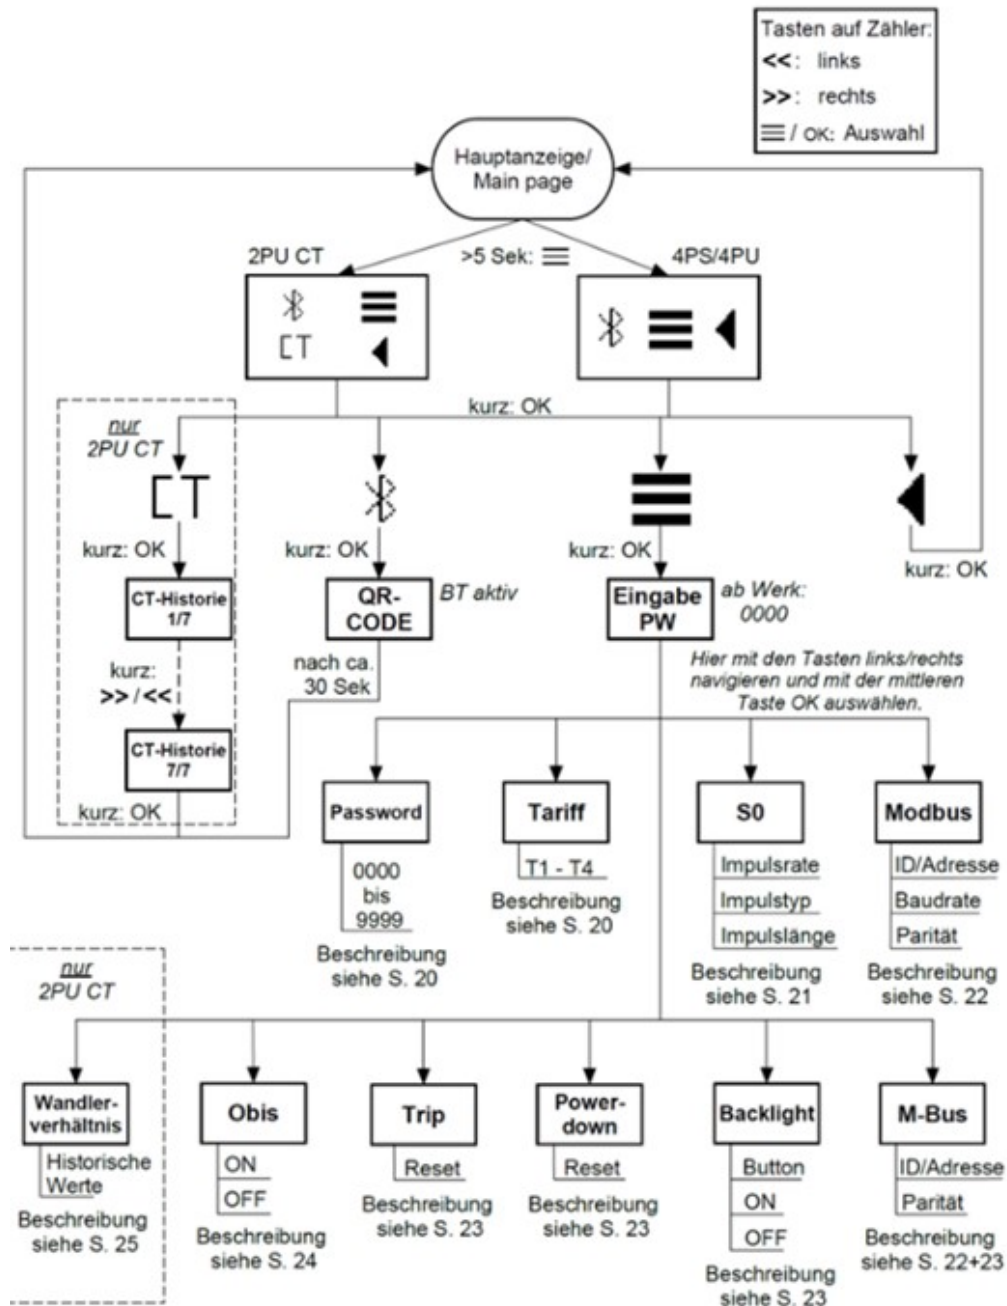 Tasten auf Zähler:
<<: links
>>: rechts
☰ / OK: Auswahl
Hauptanzeige/
Main page
2PU CT
>5 Sek: ☰
4PS/4PU
CT
kurz: OK
nur
2PU CT
CT
kurz: OK
kurz: OK
kurz: OK
kurz: OK
CT-Historie
1/7
QR-
CODE
BT aktiv
Eingabe
PW
ab Werk:
0000
kurz:
>> / <<
nach ca.
30 Sek
Hier mit den Tasten links/rechts
navigieren und mit der mittleren
Taste OK auswählen.
CT-Historie
7/7
kurz: OK
Password
0000
bis
9999
Beschreibung
siehe S. 20
Tariff
T1 - T4
Beschreibung
siehe S. 20
S0
Impulsrate
Impulstyp
Impulslänge
Beschreibung
siehe S. 21
Modbus
ID/Adresse
Baudrate
Parität
Beschreibung
siehe S. 22
nur
2PU CT
Wandler-
verhältnis
Historische
Werte
Beschreibung
siehe S. 25
Obis
ON
OFF
Beschreibung
siehe S. 24
Trip
Reset
Beschreibung
siehe S. 23
Power-
down
Reset
Beschreibung
siehe S. 23
Backlight
Button
ON
OFF
Beschreibung
siehe S. 23
M-Bus
ID/Adresse
Parität
Beschreibung
siehe S. 22+23